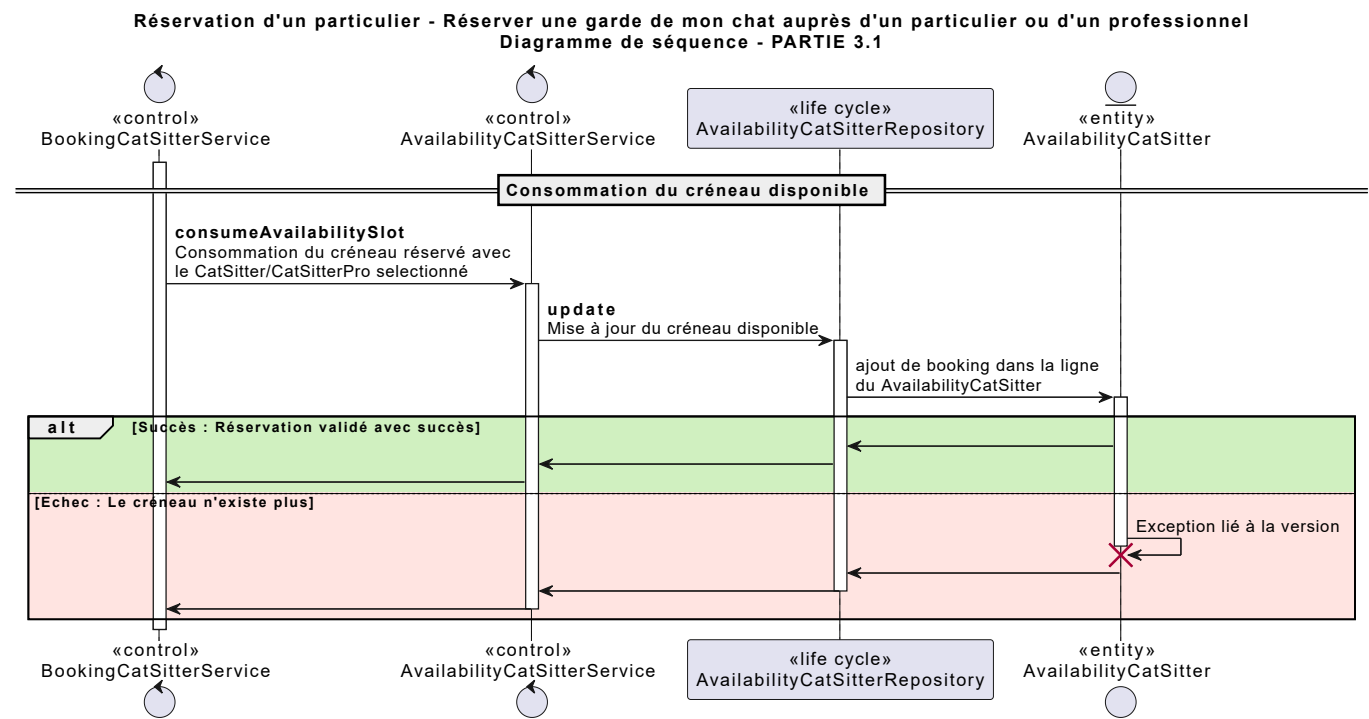 Réservation d'un particulier - Réserver une garde de mon chat auprès d'un particulier ou d'un professionnel
Diagramme de séquence - PARTIE 3.1
«control»
BookingCatSitterService
«control»
AvailabilityCatSitterService
«life cycle»
AvailabilityCatSitterRepository
«entity»
AvailabilityCatSitter
Consommation du créneau disponible
consumeAvailabilitySlot
Consommation du créneau réservé avec
le CatSitter/CatSitterPro selectionné
update
Mise à jour du créneau disponible
ajout de booking dans la ligne
du AvailabilityCatSitter
alt
[Succès : Réservation validé avec succès]
[Echec : Le créneau n'existe plus]
Exception lié à la version
«control»
BookingCatSitterService
«control»
AvailabilityCatSitterService
«life cycle»
AvailabilityCatSitterRepository
«entity»
AvailabilityCatSitter